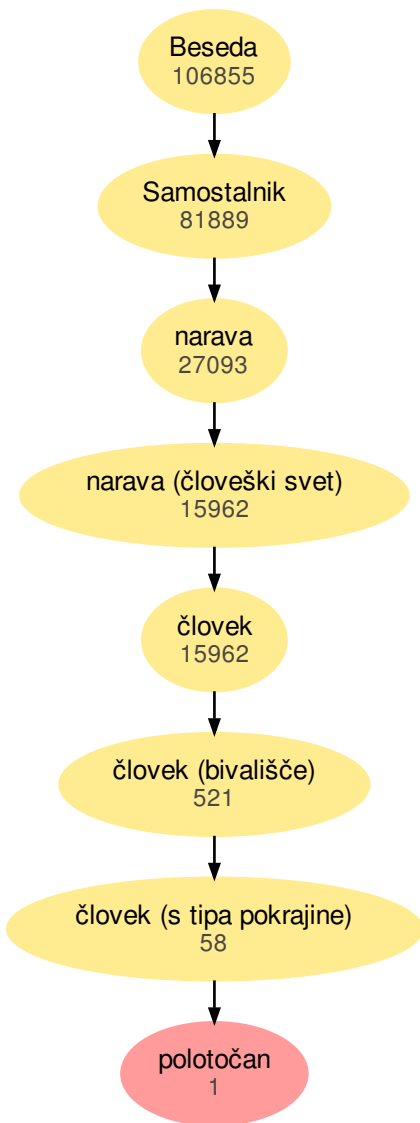 Beseda
106855
Samostalnik
81889
narava
27093
narava (človeški svet)
15962
človek
15962
človek (bivališče)
521
človek (s tipa pokrajine)
58
polotočan
1